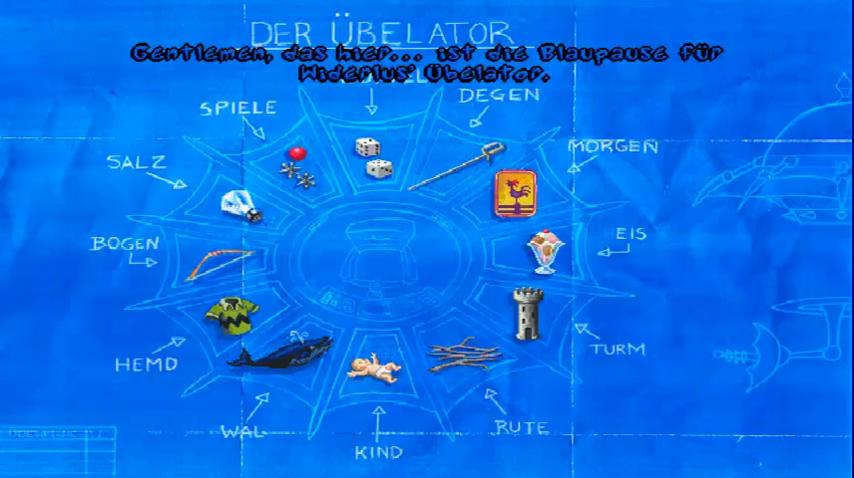 DER ÜBELATOR
Gentlemen, das hier... ist die Blaupause für
Widerlus' Übelator.
DEGEN
SPIELE
MORGEN
SALZ
EIS
BOGEN
TURM
HEMD
WAL
RUTE
KIND